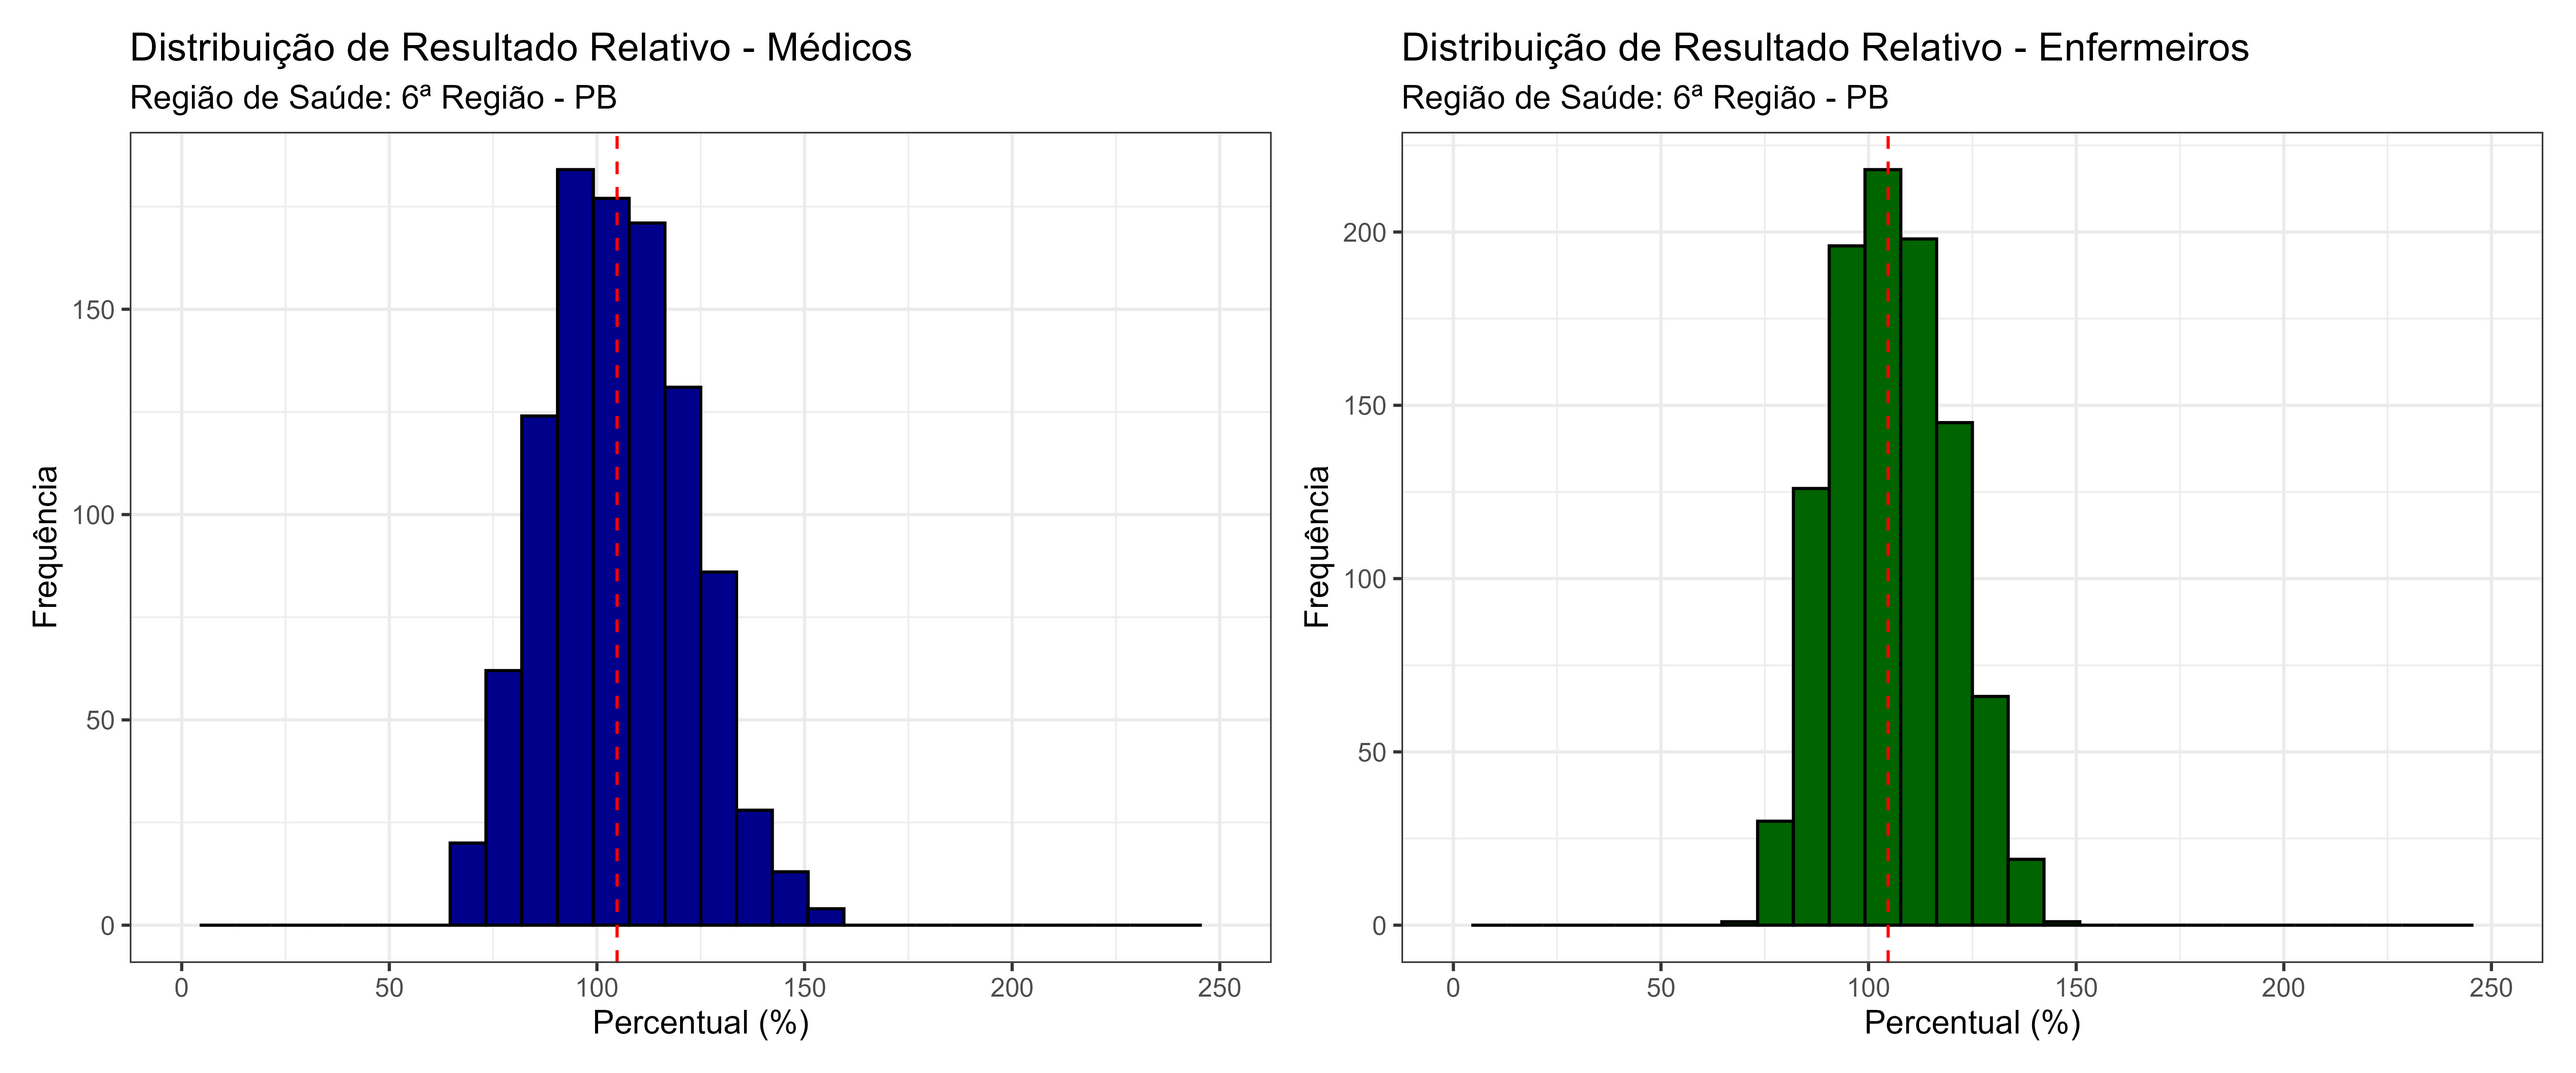 Distribuição de Resultado Relativo - Médicos
Região de Saúde: 6ª Região - PB
Frequência
150
100
50
0
0 50 100 150 200 250
Percentual (%)
Distribuição de Resultado Relativo - Enfermeiros
Região de Saúde: 6ª Região - PB
Frequência
200
150
100
50
0
0 50 100 150 200 250
Percentual (%)